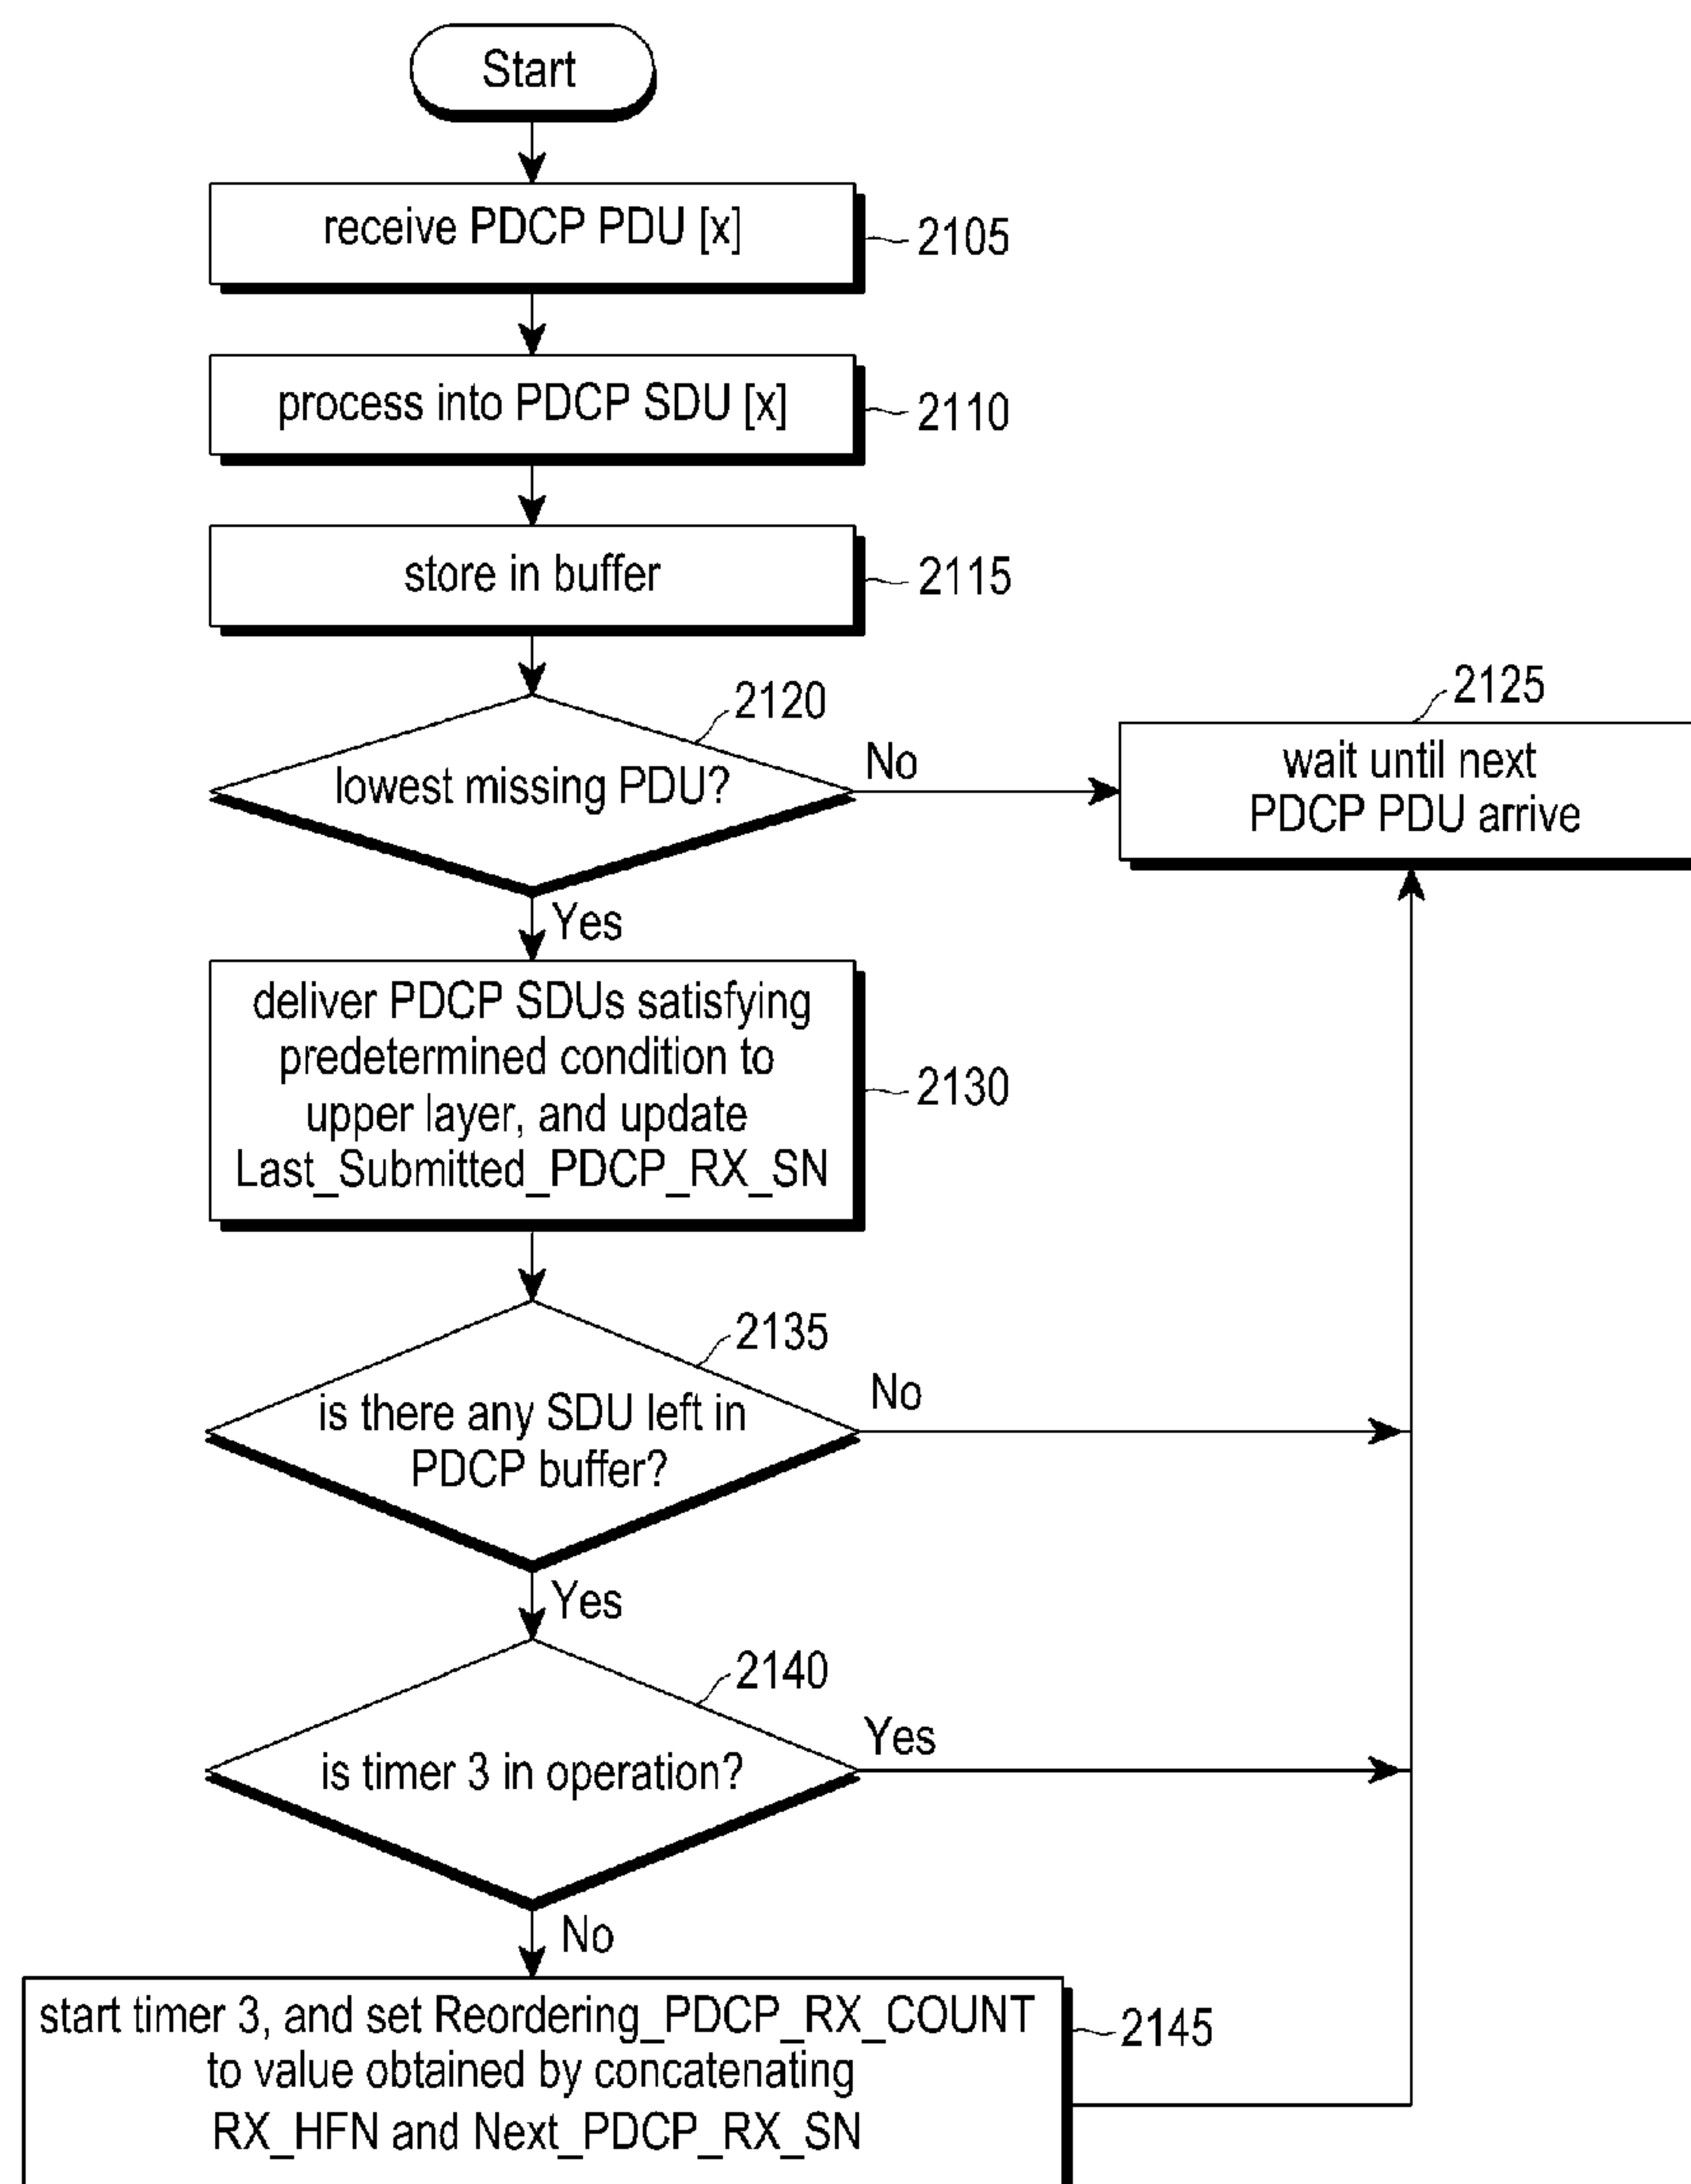 Start
receive PDCP PDU [x]
2105
process into PDCP SDU [x]
2110
store in buffer
2115
2120
lowest missing PDU?
No
2125
wait until next
PDCP PDU arrive
Yes
deliver PDCP SDUs satisfying
predetermined condition to
upper layer, and update
Last_Submitted_PDCP_RX_SN
2130
2135
is there any SDU left in
PDCP buffer?
No
Yes
2140
is timer 3 in operation?
Yes
No
start timer 3, and set Reordering_PDCP_RX_COUNT
to value obtained by concatenating
RX_HFN and Next_PDCP_RX_SN
2145